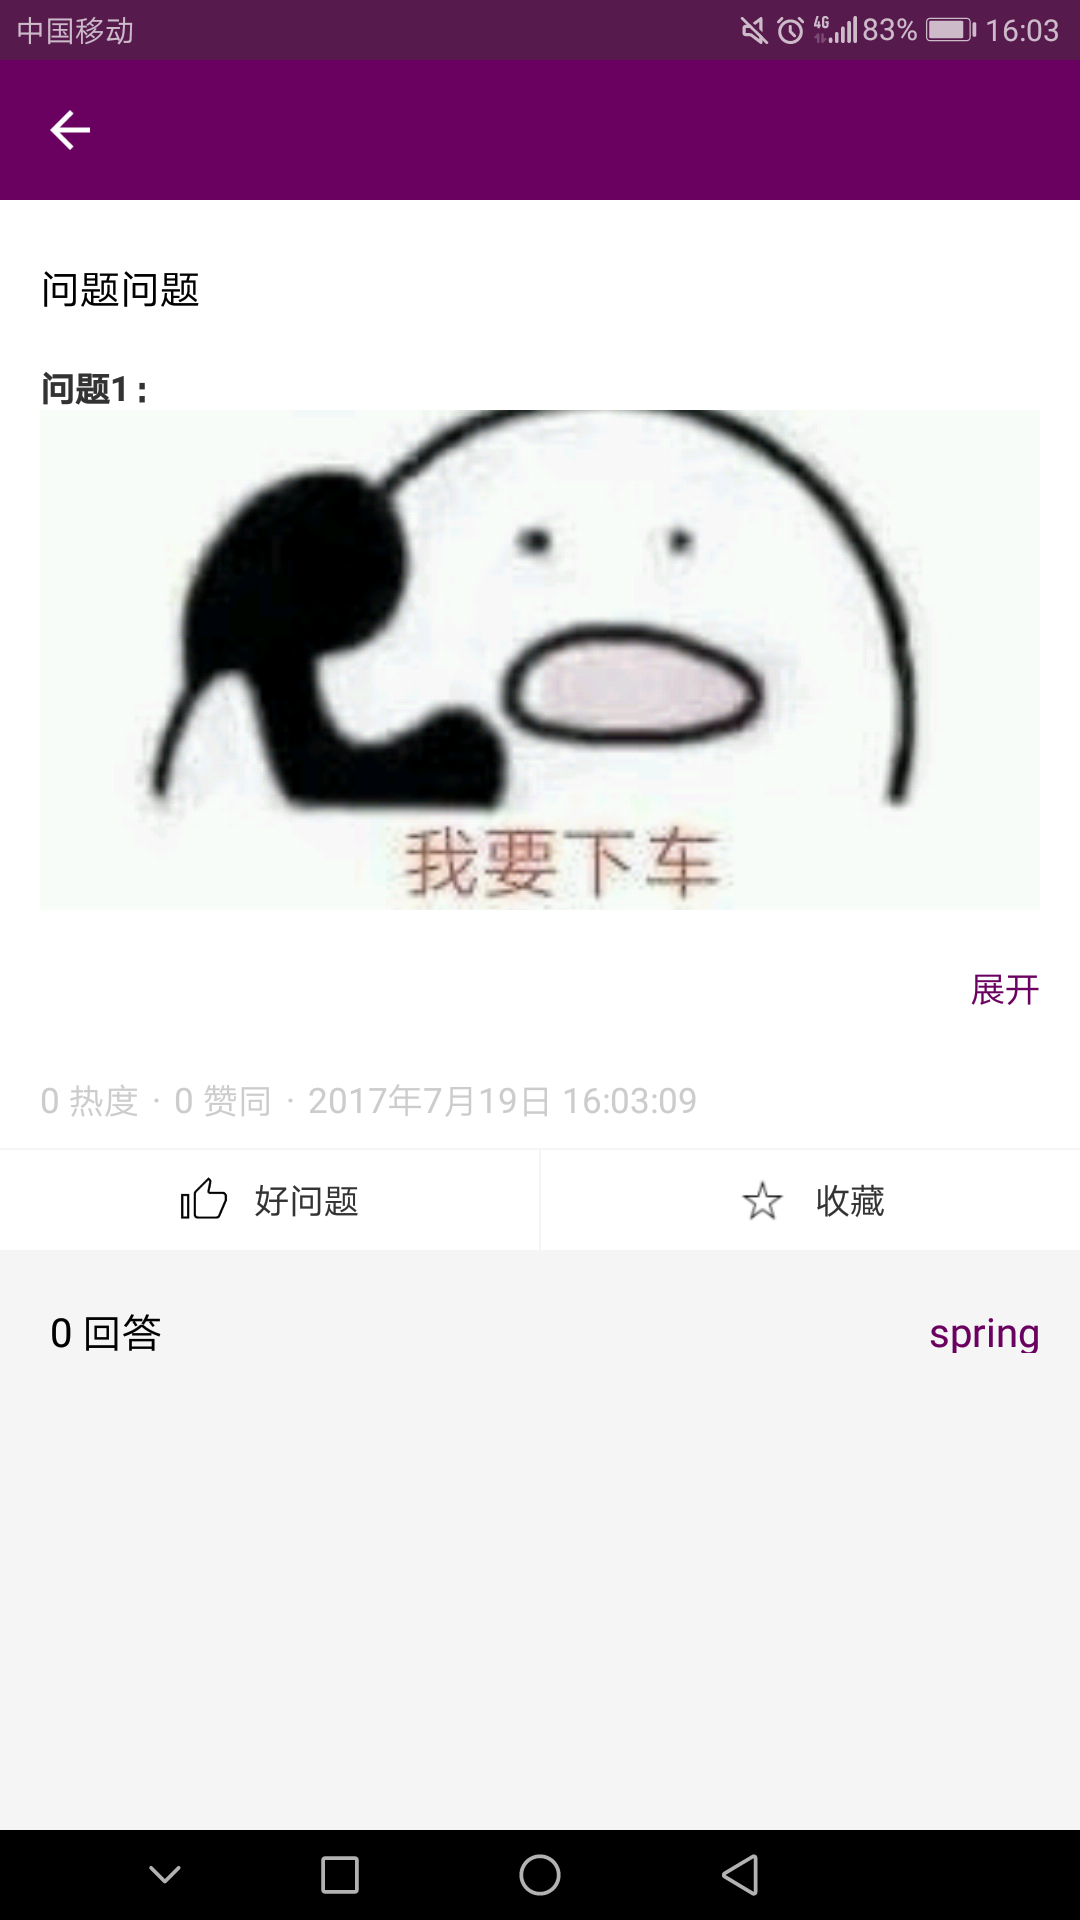 中国移动 4G 83% 16:03
问题问题
问题1：
我要下车
展开
0 热度 · 0 赞同 · 2017年7月19日 16:03:09
好问题 收藏
0 回答 spring